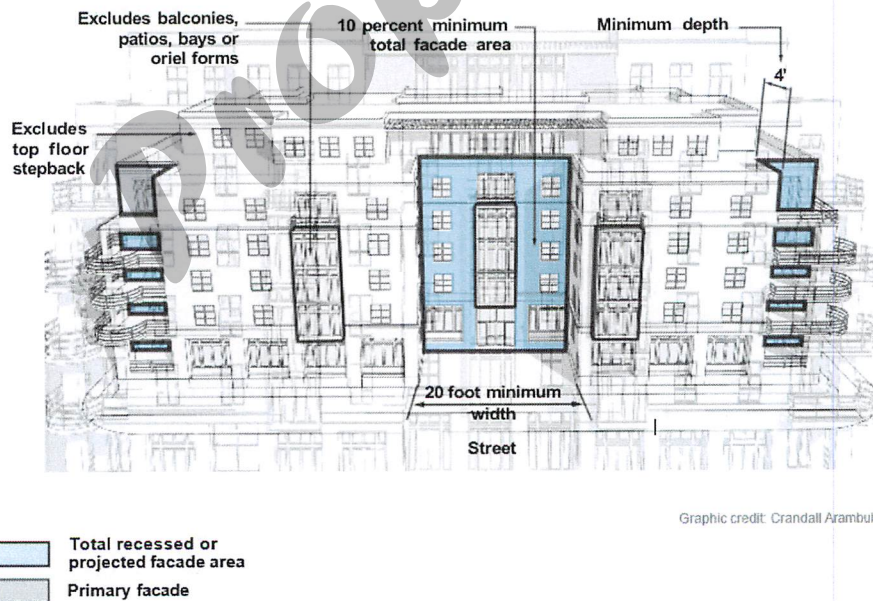 Excludes balconies,
patios, bays or
oriel forms
10 percent minimum
total facade area
Minimum depth
4'
Excludes
top floor
stepback
20 foot minimum
width
Street
Graphic credit: Crandall Arambul
Total recessed or
projected facade area
Primary facade
Prop